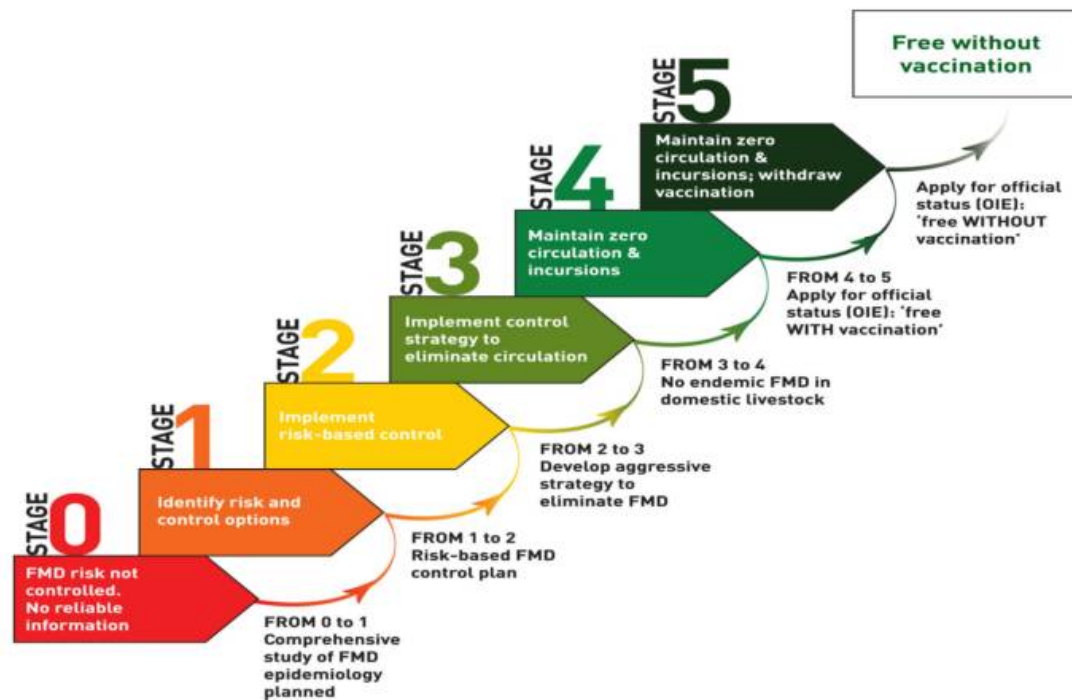 STAGE 0
FMD risk not
controlled.
No reliable
information
FROM 0 to 1
Comprehensive
study of FMD
epidemiology
planned
STAGE 1
Identify risk and
control options
FROM 1 to 2
Risk-based FMD
control plan
STAGE 2
Implement
risk-based control
FROM 2 to 3
Develop aggressive
strategy to
eliminate FMD
STAGE 3
Implement control
strategy to
eliminate circulation
FROM 3 to 4
No endemic FMD in
domestic livestock
STAGE 4
Maintain zero
circulation &
incursions
FROM 4 to 5
Apply for official
status (OIE): 'free
WITH vaccination'
STAGE 5
Maintain zero
circulation &
incursions; withdraw
vaccination
Apply for official
status (OIE):
'free WITHOUT
vaccination'
Free without
vaccination